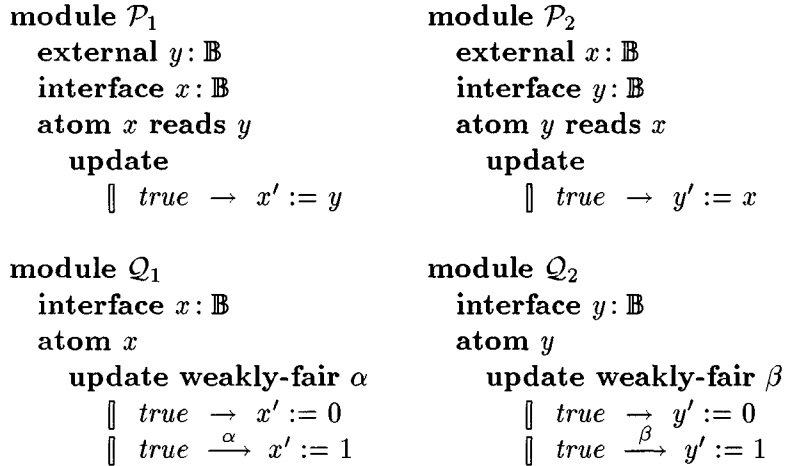 module 𝒫₁
external y : 𝔹
interface x : 𝔹
atom x reads y
update
⫿ true → x′ := y
module 𝒫₂
external x : 𝔹
interface y : 𝔹
atom y reads x
update
⫿ true → y′ := x
module 𝒬₁
interface x : 𝔹
atom x
update weakly-fair α
⫿ true → x′ := 0
⫿ true —α→ x′ := 1
module 𝒬₂
interface y : 𝔹
atom y
update weakly-fair β
⫿ true → y′ := 0
⫿ true —β→ y′ := 1